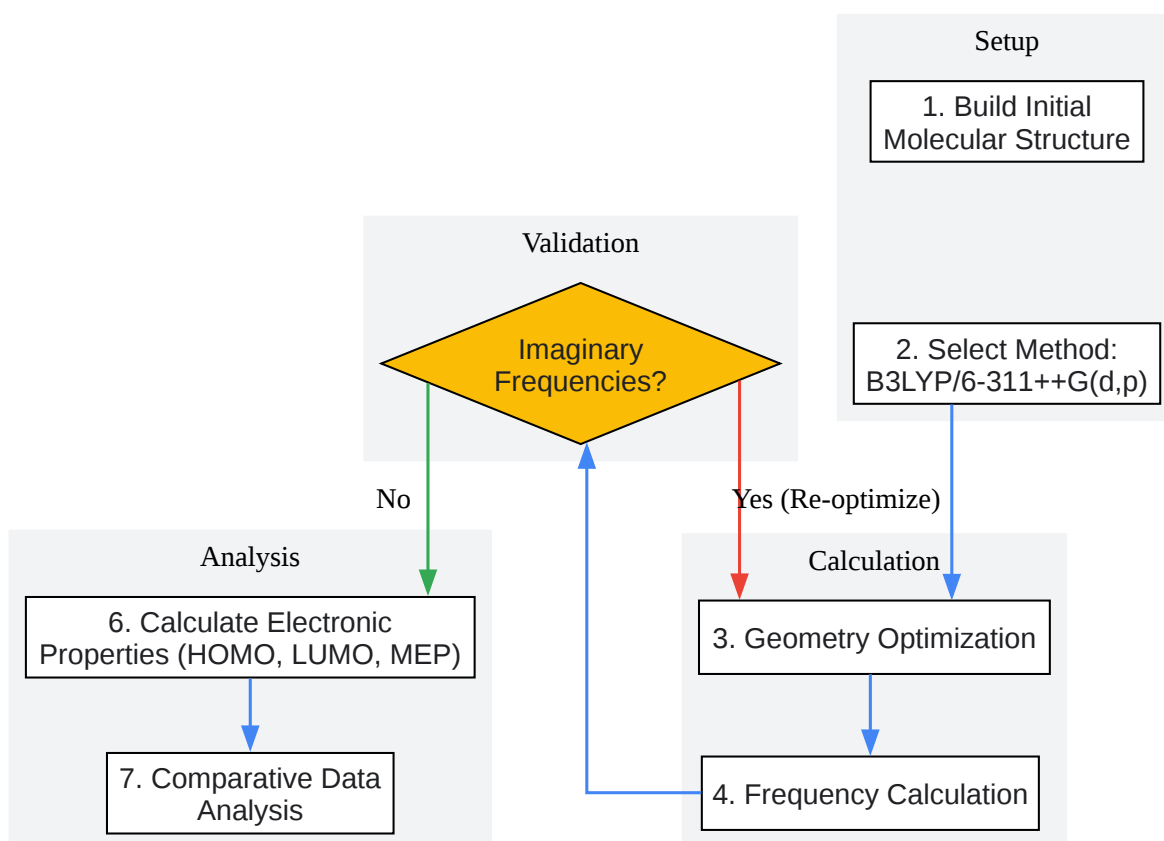 Setup
1. Build Initial
Molecular Structure
Validation
Imaginary
Frequencies?
2. Select Method:
B3LYP/6-311++G(d,p)
No
Yes (Re-optimize)
Analysis
Calculation
6. Calculate Electronic
Properties (HOMO, LUMO, MEP)
3. Geometry Optimization
7. Comparative Data
Analysis
4. Frequency Calculation